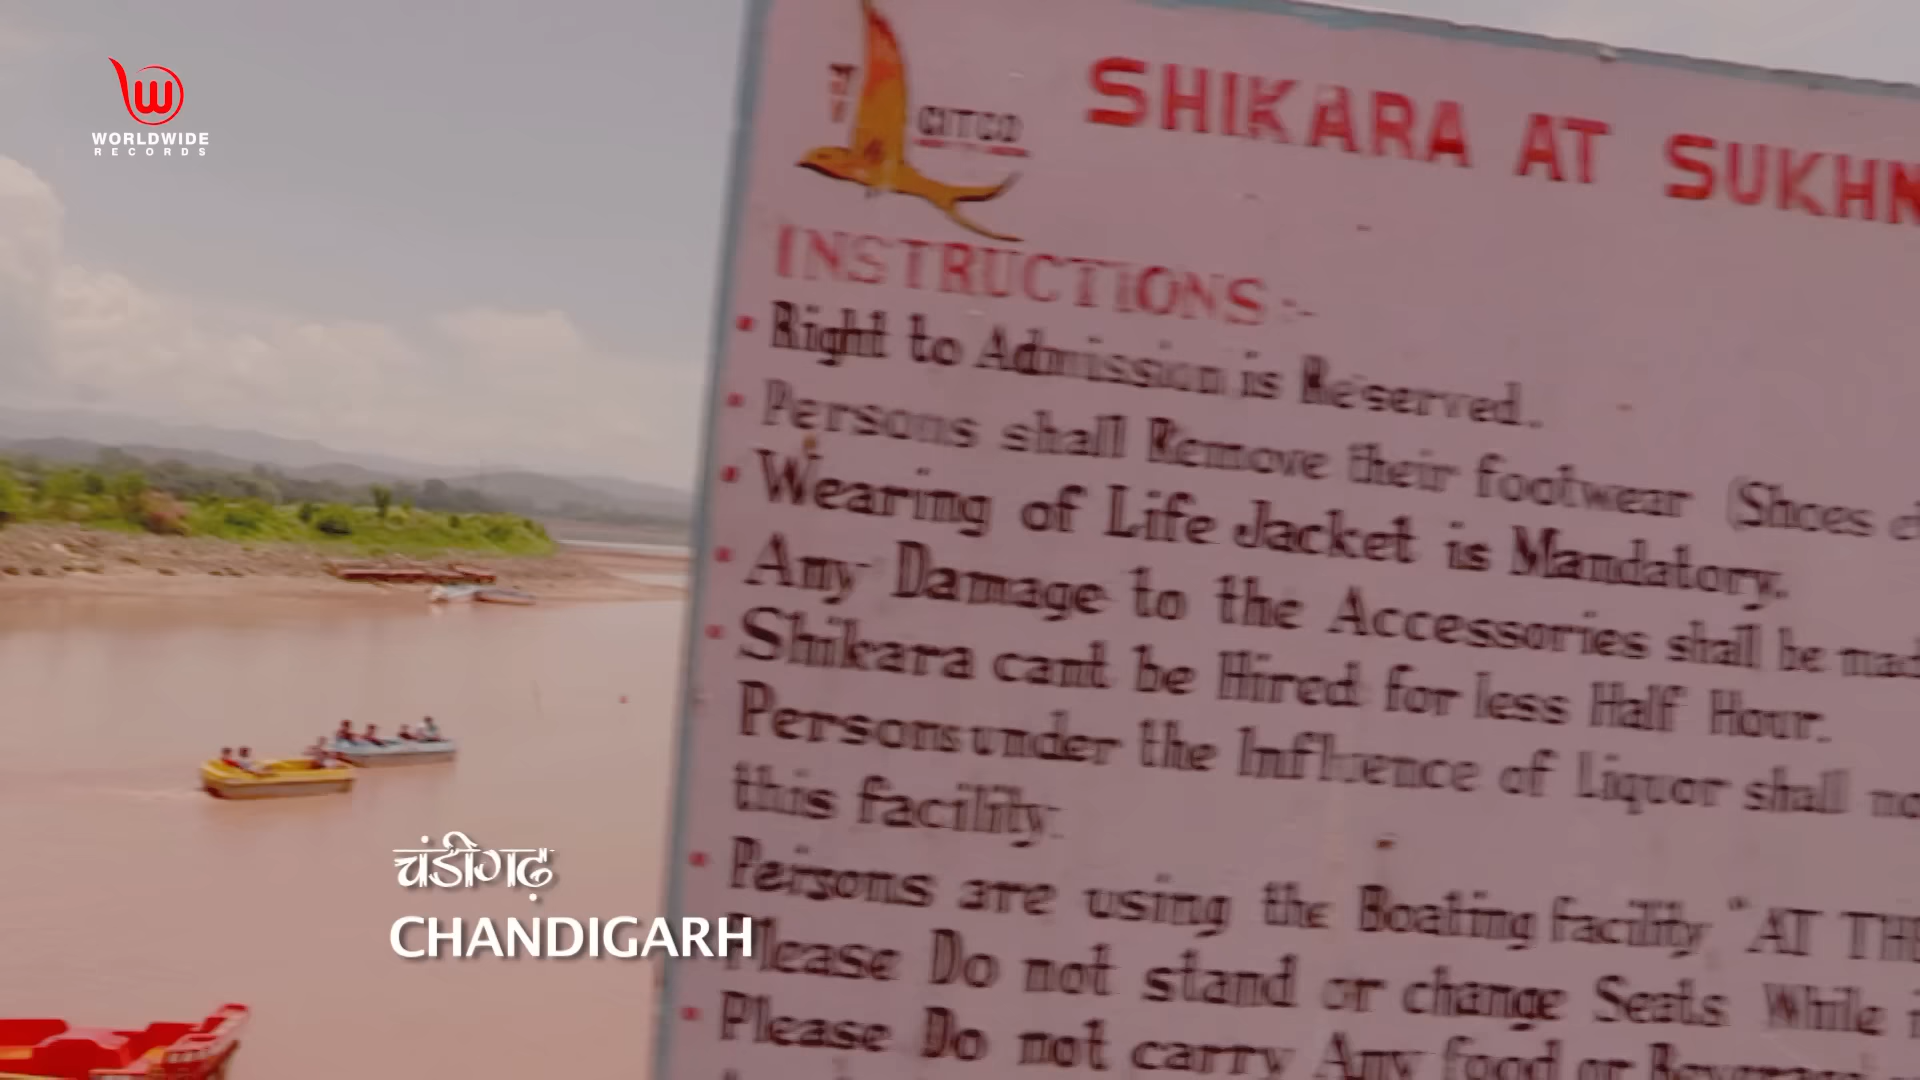 WORLDWIDE
RECORDS
CITCO
SHIKARA AT
INSTRUCTIONS :-
Right to Admission is Reserved.
Persons shall Remove their footwear (Shoes
Wearing of Life Jacket is Mandatory.
Any Damage to the Accessories shall be
Shikara cant be Hired for less Half Hour.
Persons under the Influence of Liquor shall
this facility.
Persons are using the Boating facility "AT
Please Do not stand or change Seats While
Please Do not carry Any food or
चंडीगढ़
CHANDIGARH